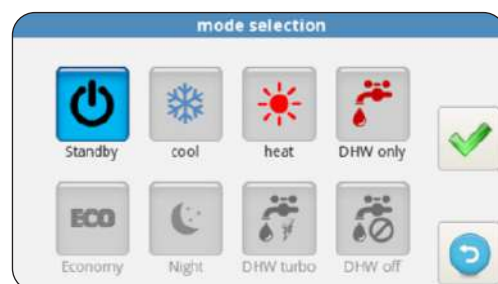 mode selection
Standby cool heat DHW only
ECO
Economy Night DHW turbo DHW off